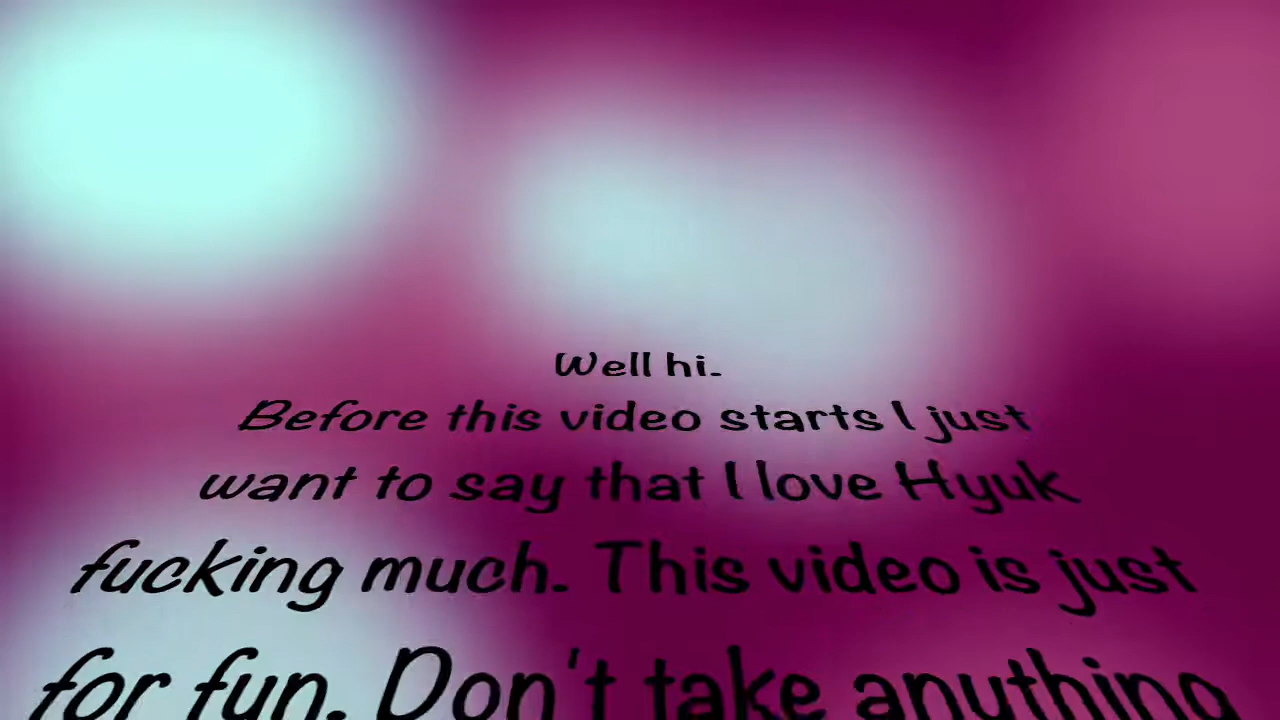 Well hi.
Before this video starts I just
want to say that I love Hyuk
fucking much. This video is just
for fun. Don't take anything